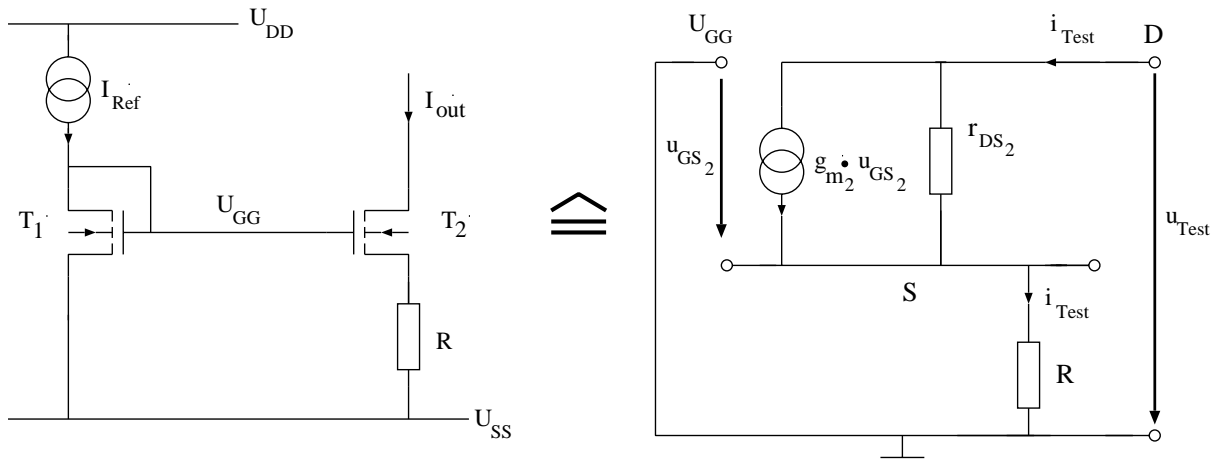 U_DD
I_Ref
I_out
T_1
U_GG
T_2
R
U_SS
U_GG
i_Test
D
u_GS_2
g_m_2 • u_GS_2
r_DS_2
u_Test
S
i_Test
R